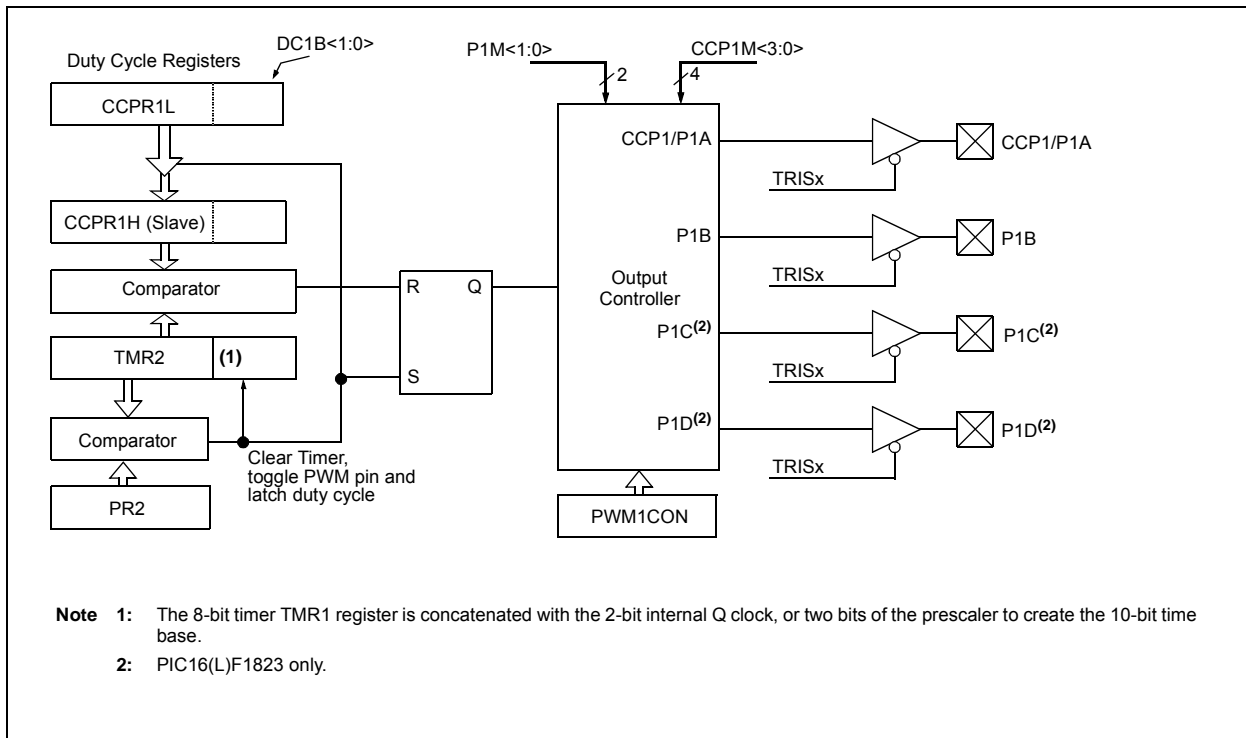 DC1B<1:0>
Duty Cycle Registers
CCPR1L
CCPR1H (Slave)
Comparator
TMR2 (1)
Comparator
Clear Timer,
toggle PWM pin and
latch duty cycle
PR2
R Q
S
P1M<1:0>
2
CCP1M<3:0>
4
CCP1/P1A
P1B
Output
Controller
P1C(2)
P1D(2)
PWM1CON
TRISx
CCP1/P1A
TRISx
P1B
TRISx
P1C(2)
TRISx
P1D(2)
Note 1: The 8-bit timer TMR1 register is concatenated with the 2-bit internal Q clock, or two bits of the prescaler to create the 10-bit time
base.
2: PIC16(L)F1823 only.